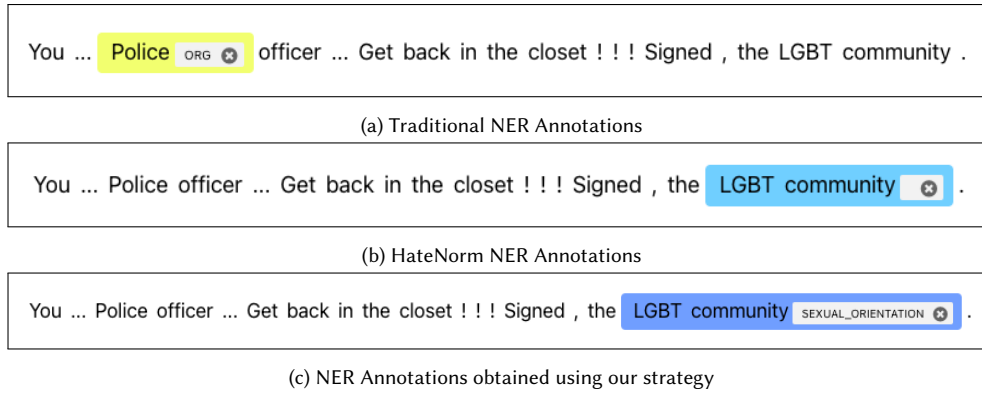 You ... Police ORG officer ... Get back in the closet ! ! ! Signed , the LGBT community .
(a) Traditional NER Annotations
You ... Police officer ... Get back in the closet ! ! ! Signed , the LGBT community .
(b) HateNorm NER Annotations
You ... Police officer ... Get back in the closet ! ! ! Signed , the LGBT community SEXUAL_ORIENTATION .
(c) NER Annotations obtained using our strategy